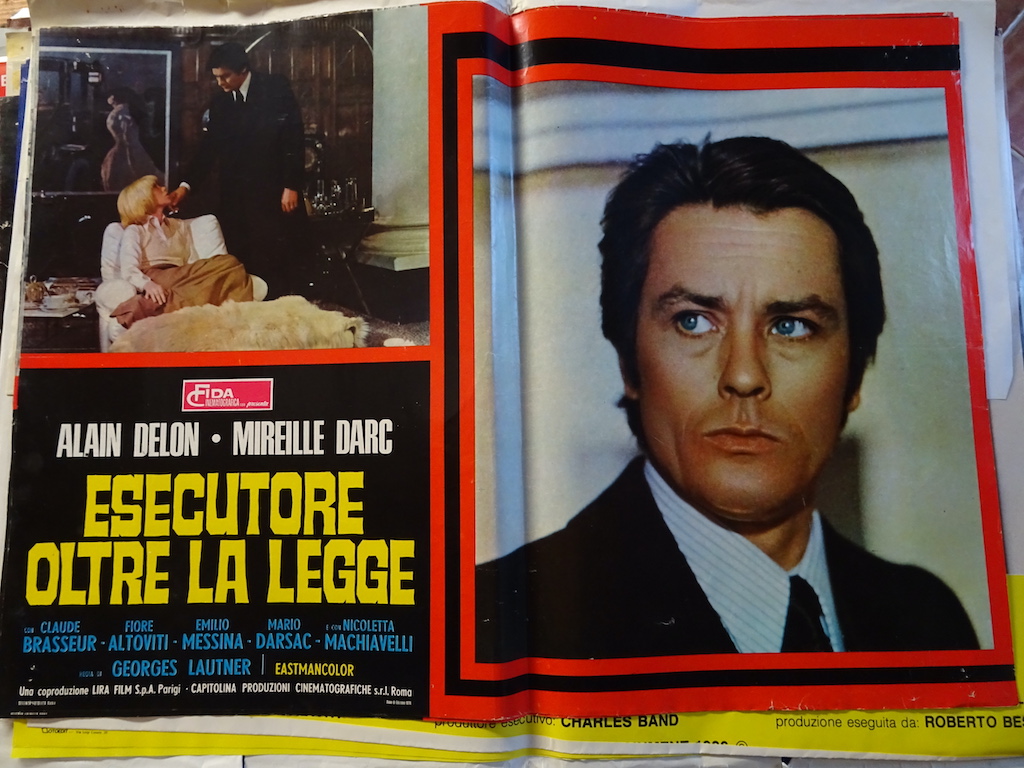 FIDA
CINEMATOGRAFICA presenta
ALAIN DELON • MIREILLE DARC
ESECUTORE
OLTRE LA LEGGE
con CLAUDE BRASSEUR - FIORE ALTOVITI - EMILIO MESSINA - MARIO DARSAC - e con NICOLETTA MACHIAVELLI
REGIA DI GEORGES LAUTNER | EASTMANCOLOR
Una coproduzione LIRA FILM S.p.A. Parigi - CAPITOLINA PRODUZIONI CINEMATOGRAFICHE s.r.l. Roma
produttore esecutivo: CHARLES BAND
produzione eseguita da: ROBERTO BES